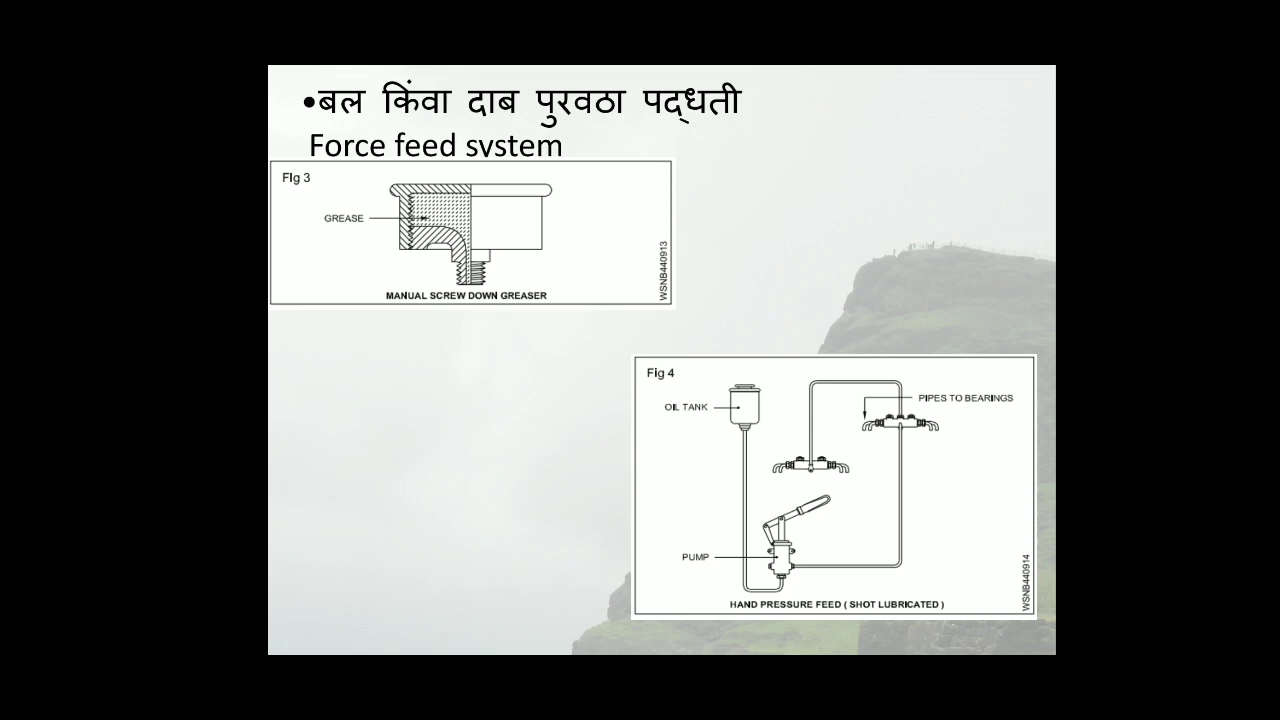 •बल किंवा दाब पुरवठा पद्धती
Force feed system
FIg 3
GREASE
WSNB440913
MANUAL SCREW DOWN GREASER
Fig 4
OIL TANK
PIPES TO BEARINGS
PUMP
WSNB440914
HAND PRESSURE FEED ( SHOT LUBRICATED )